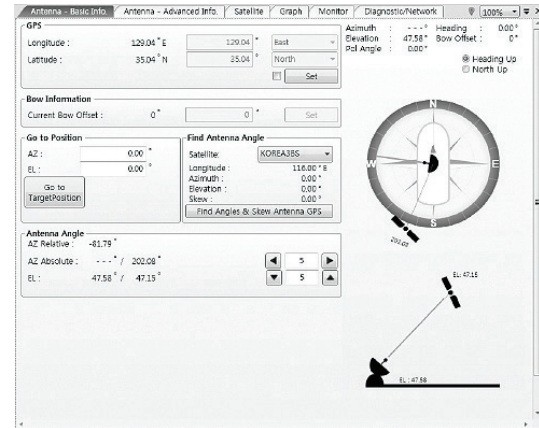 Antenna - Basic Info. Antenna - Advanced Info. Satellite Graph Monitor Diagnostic/Network 100%
GPS
Longitude : 129.04 °E 129.04 ° East
Latitude : 35.04 °N 35.04 ° North
Set
Azimuth : ---° Heading : 0.00°
Elevation : 47.58° Bow Offset : 0°
Pol Angle : 0.00°
Heading Up
North Up
Bow Information
Current Bow Offset : 0° 0 ° Set
Go to Position
AZ : 0.00 °
EL : 0.00 °
Go to
TargetPosition
Find Antenna Angle
Satellite: KOREA3BS
Longitude : 116.00 °E
Azimuth : 0.00 °
Elevation : 0.00 °
Skew : 0.00 °
Find Angles & Skew Antenna GPS
Antenna Angle
AZ Relative : -81.79 °
AZ Absolute : ---° / 202.08 ° 5
EL : 47.58 ° / 47.15 ° 5
N
W
E
S
202.08
EL: 47.15
EL : 47.58